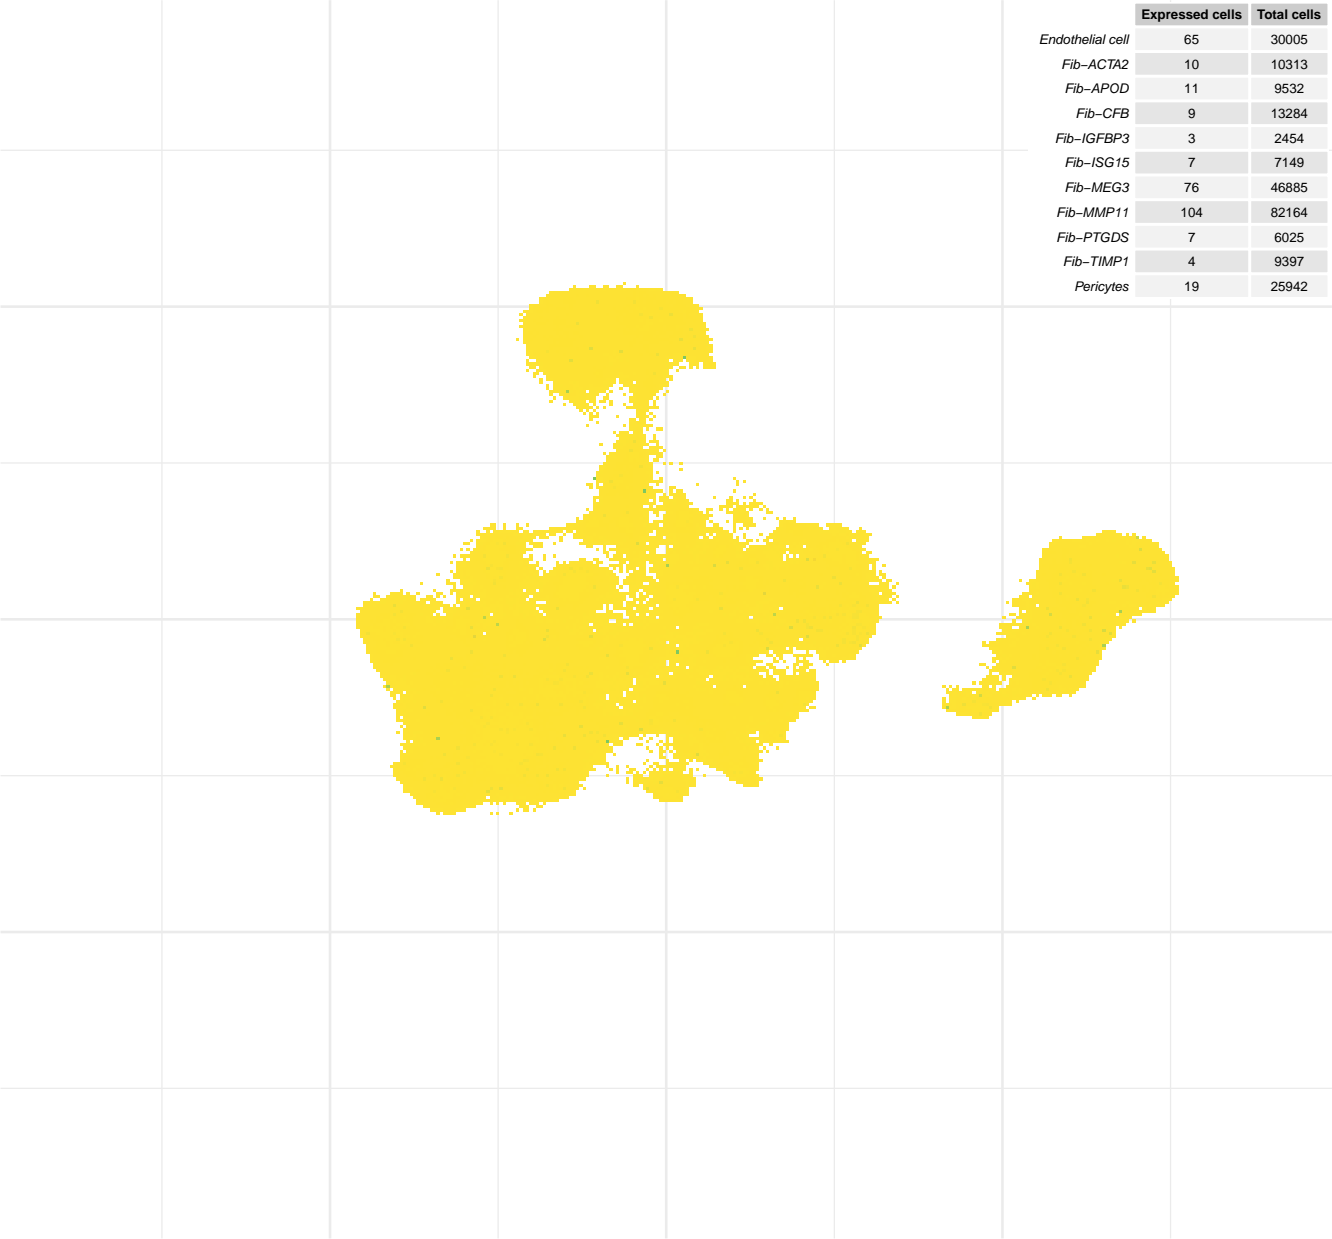 Expressed cells Total cells
Endothelial cell 65 30005
Fib−ACTA2 10 10313
Fib−APOD 11 9532
Fib−CFB 9 13284
Fib−IGFBP3 3 2454
Fib−ISG15 7 7149
Fib−MEG3 76 46885
Fib−MMP11 104 82164
Fib−PTGDS 7 6025
Fib−TIMP1 4 9397
Pericytes 19 25942